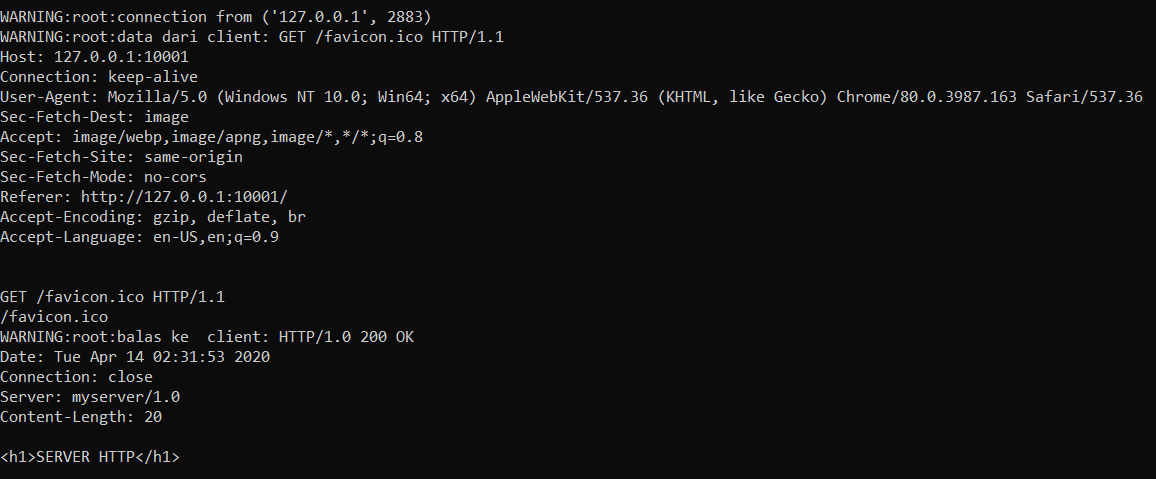 WARNING:root:connection from ('127.0.0.1', 2883)
WARNING:root:data dari client: GET /favicon.ico HTTP/1.1
Host: 127.0.0.1:10001
Connection: keep-alive
User-Agent: Mozilla/5.0 (Windows NT 10.0; Win64; x64) AppleWebKit/537.36 (KHTML, like Gecko) Chrome/80.0.3987.163 Safari/537.36
Sec-Fetch-Dest: image
Accept: image/webp,image/apng,image/*,*/*;q=0.8
Sec-Fetch-Site: same-origin
Sec-Fetch-Mode: no-cors
Referer: http://127.0.0.1:10001/
Accept-Encoding: gzip, deflate, br
Accept-Language: en-US,en;q=0.9
GET /favicon.ico HTTP/1.1
/favicon.ico
WARNING:root:balas ke  client: HTTP/1.0 200 OK
Date: Tue Apr 14 02:31:53 2020
Connection: close
Server: myserver/1.0
Content-Length: 20
<h1>SERVER HTTP</h1>